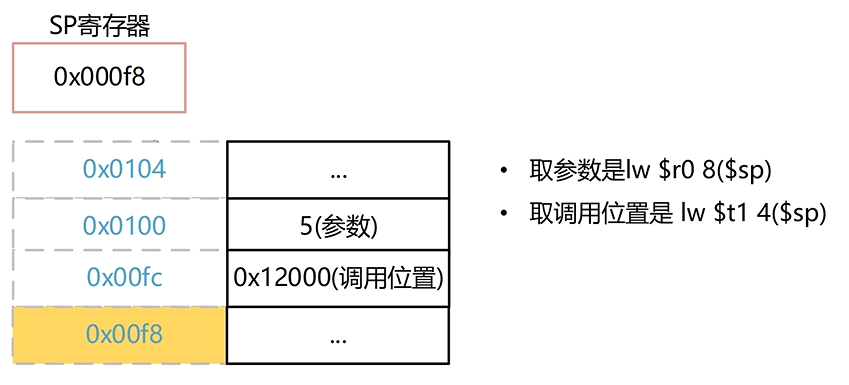 SP寄存器
0x000f8
0x0104 ...
0x0100 5(参数)
0x00fc 0x12000(调用位置)
0x00f8 ...
• 取参数是lw $r0 8($sp)
• 取调用位置是 lw $t1 4($sp)